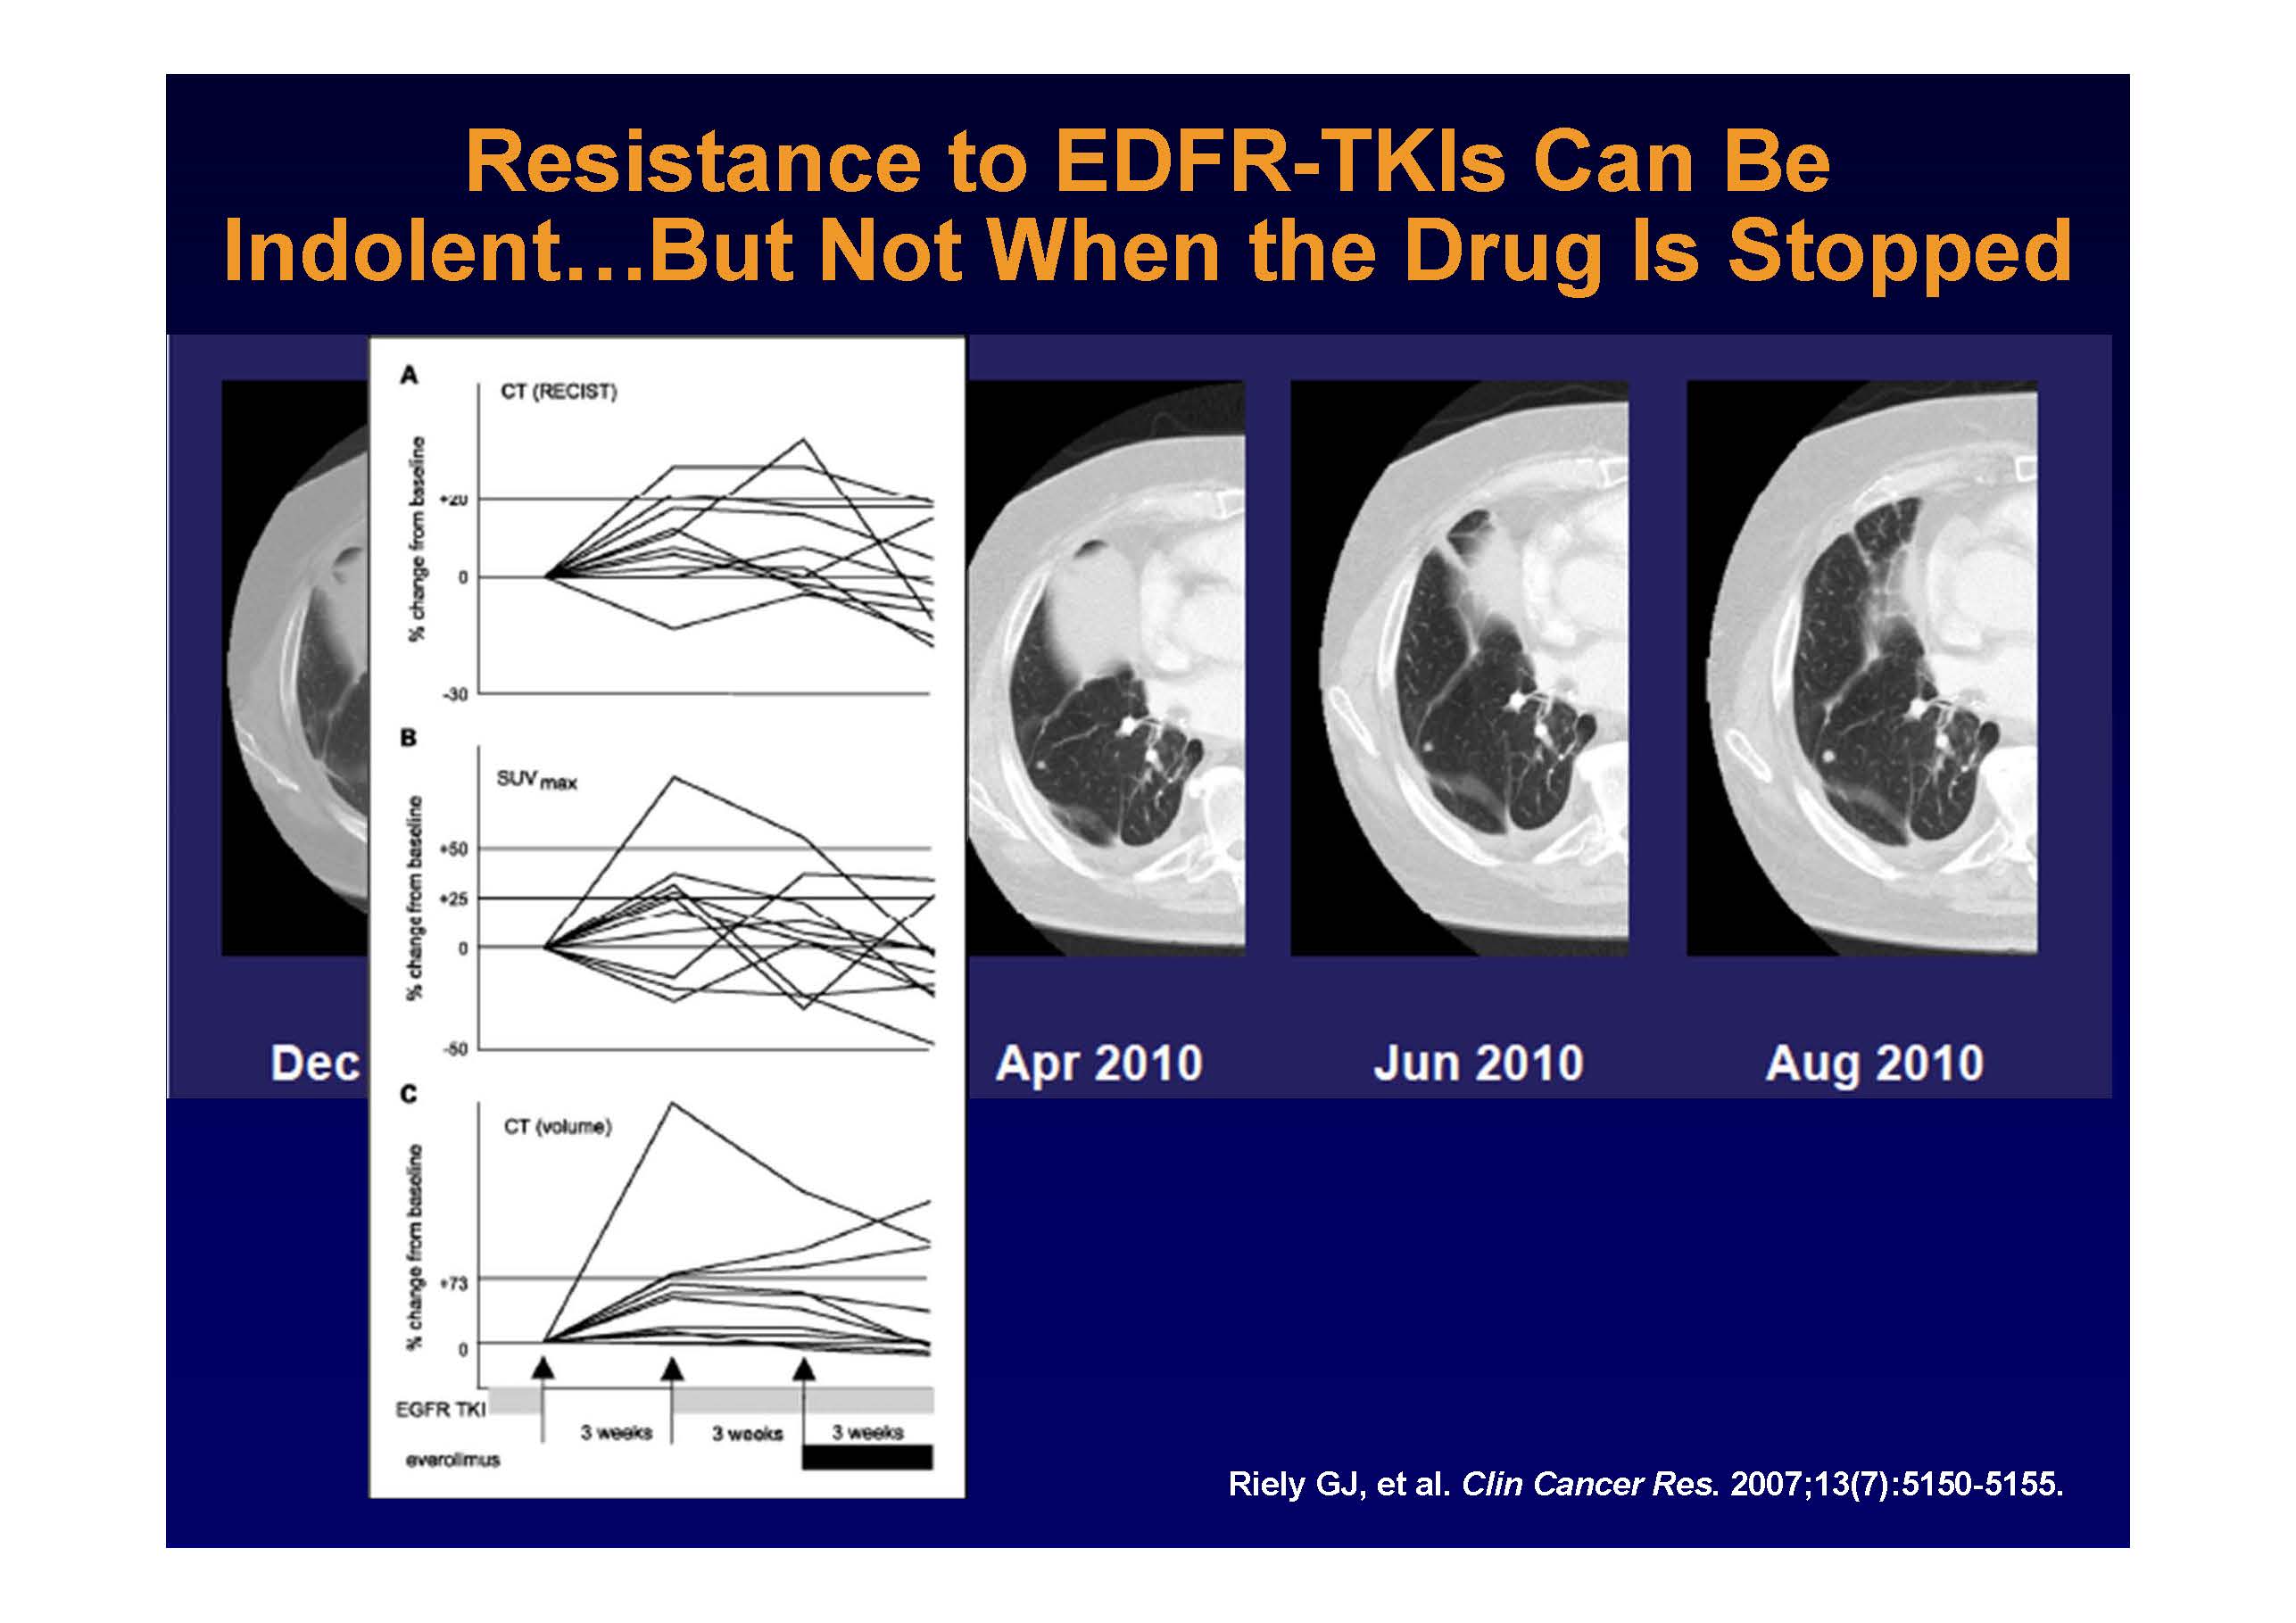 Resistance to EDFR-TKIs Can Be
Indolent…But Not When the Drug Is Stopped
A
CT (RECIST)
% change from baseline
+20
0
-30
B
SUV max
% change from baseline
+50
+25
0
-50
C
CT (volume)
% change from baseline
+73
0
EGFR TKI
3 weeks
3 weeks
3 weeks
everolimus
Dec
Apr 2010
Jun 2010
Aug 2010
Riely GJ, et al. Clin Cancer Res. 2007;13(7):5150-5155.